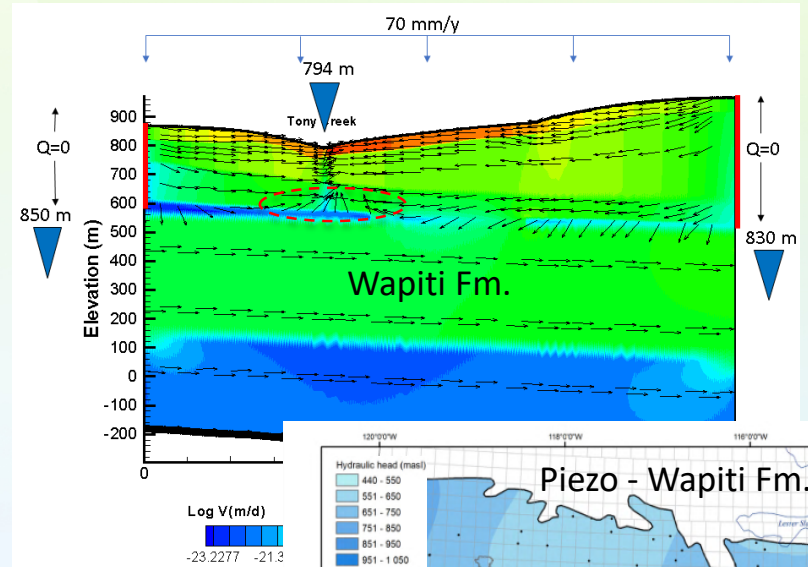 70 mm/y
794 m
Tony Creek
Q=0
Q=0
850 m
830 m
Elevation (m)
900
800
700
600
500
400
300
200
100
0
-100
-200
0
Wapiti Fm.
Log V(m/d)
-23.2277
120°0'0"W
118°0'0"W
116°0'0"W
Hydraulic head (masl)
440 - 550
551 - 650
651 - 750
751 - 850
851 - 950
951 - 1 050
Piezo - Wapiti Fm.